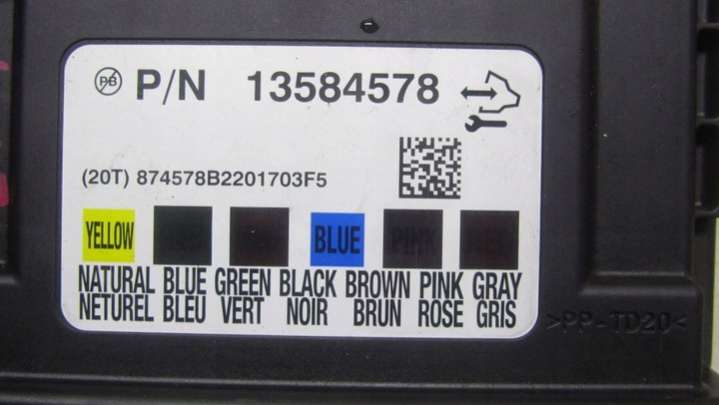 PB P/N 13584578
(20T) 874578B2201703F5
YELLOW BLUE PINK
NATURAL BLUE GREEN BLACK BROWN PINK GRAY
NETUREL BLEU VERT NOIR BRUN ROSE GRIS
>PP-TD20<